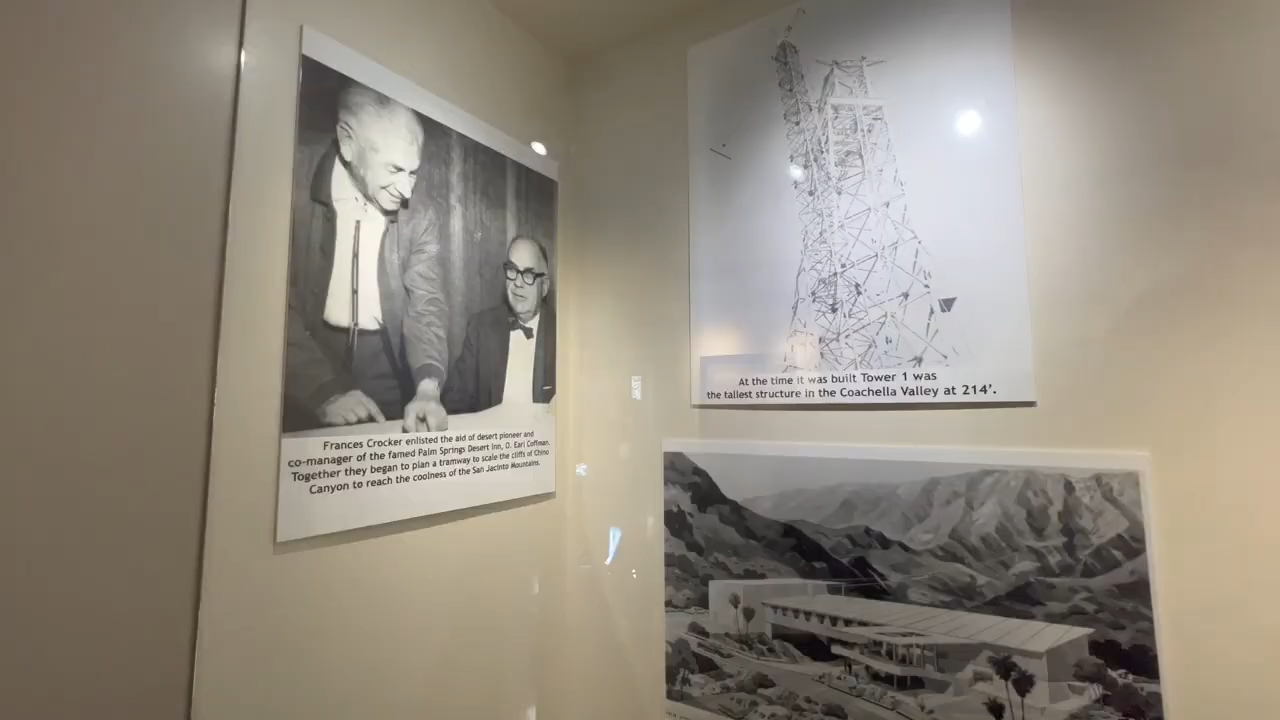 Frances Crocker enlisted the aid of desert pioneer and
co-manager of the famed Palm Springs Desert Inn, O. Earl Coffman.
Together they began to plan a tramway to scale the cliffs of Chino
Canyon to reach the coolness of the San Jacinto Mountains.
At the time it was built Tower 1 was
the tallest structure in the Coachella Valley at 214'.